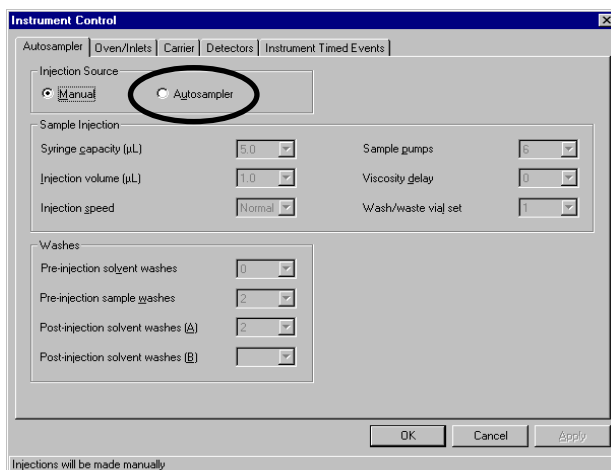 Instrument Control
Autosampler Oven/Inlets Carrier Detectors Instrument Timed Events
Injection Source
Manual Autosampler
Sample Injection
Syringe capacity (µL) 5.0 Sample pumps 6
Injection volume (µL) 1.0 Viscosity delay 0
Injection speed Normal Wash/waste vial set 1
Washes
Pre-injection solvent washes 0
Pre-injection sample washes 2
Post-injection solvent washes (A) 2
Post-injection solvent washes (B)
OK Cancel Apply
Injections will be made manually